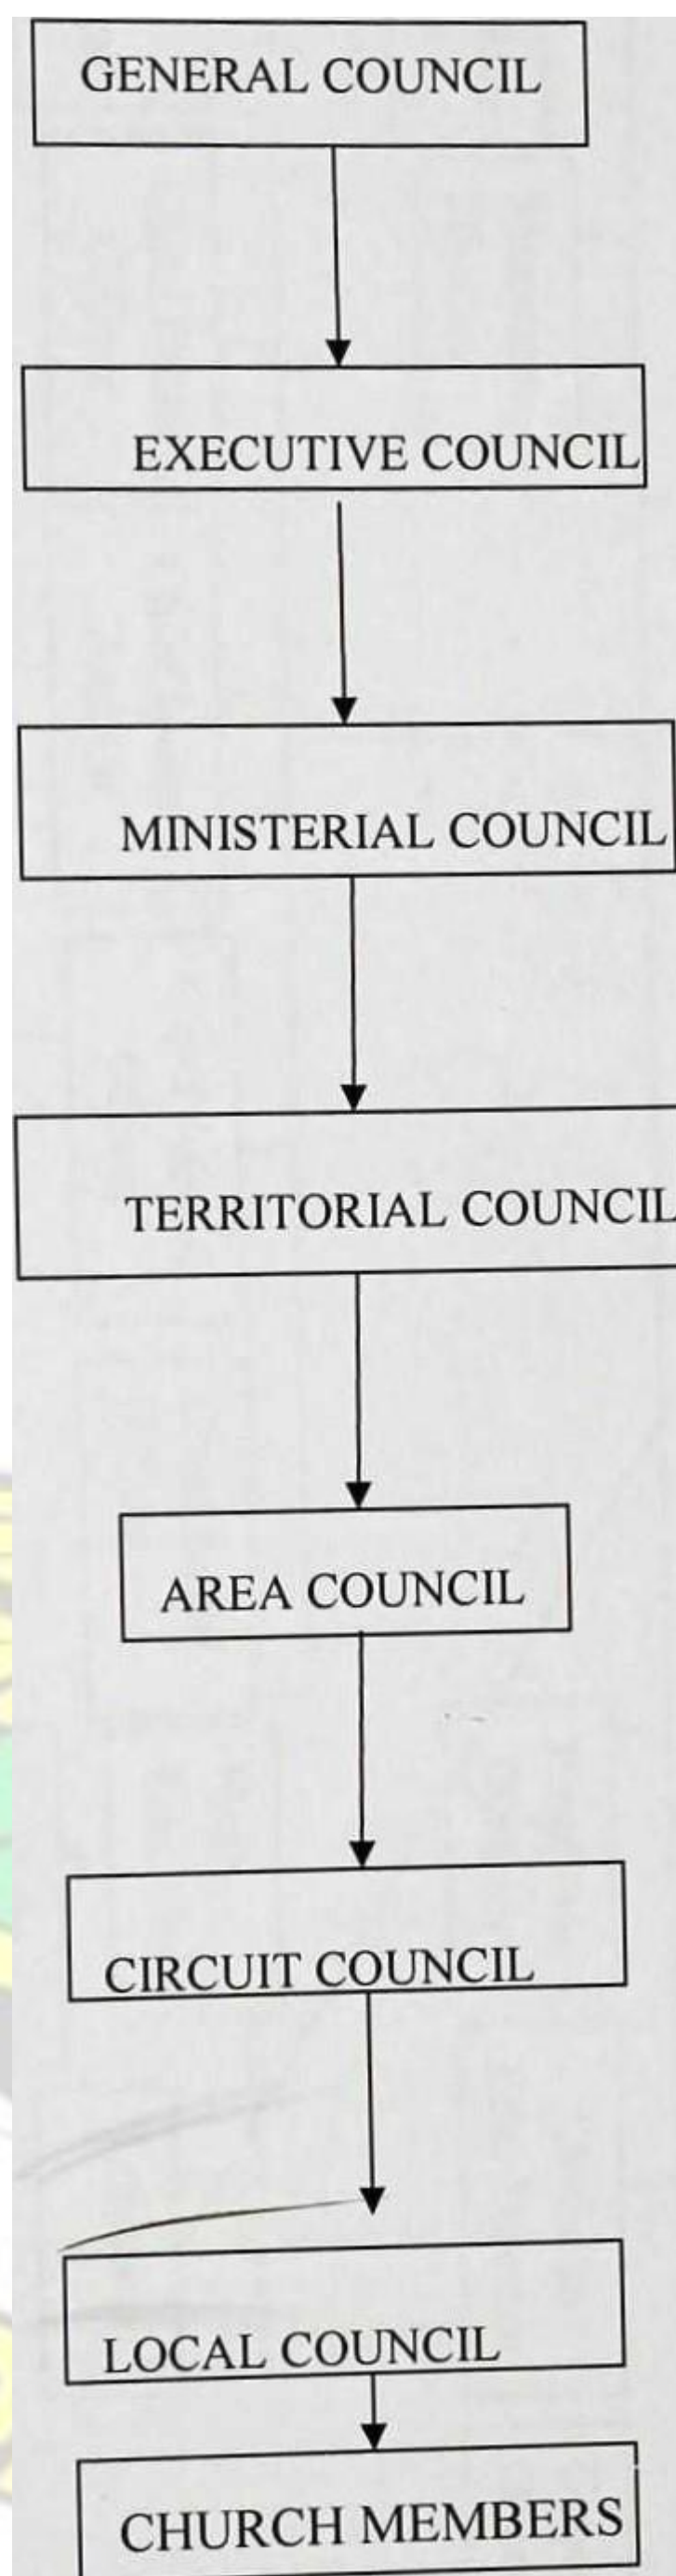 GENERAL COUNCIL
EXECUTIVE COUNCIL
MINISTERIAL COUNCIL
TERRITORIAL COUNCIL
AREA COUNCIL
CIRCUIT COUNCIL
LOCAL COUNCIL
CHURCH MEMBERS